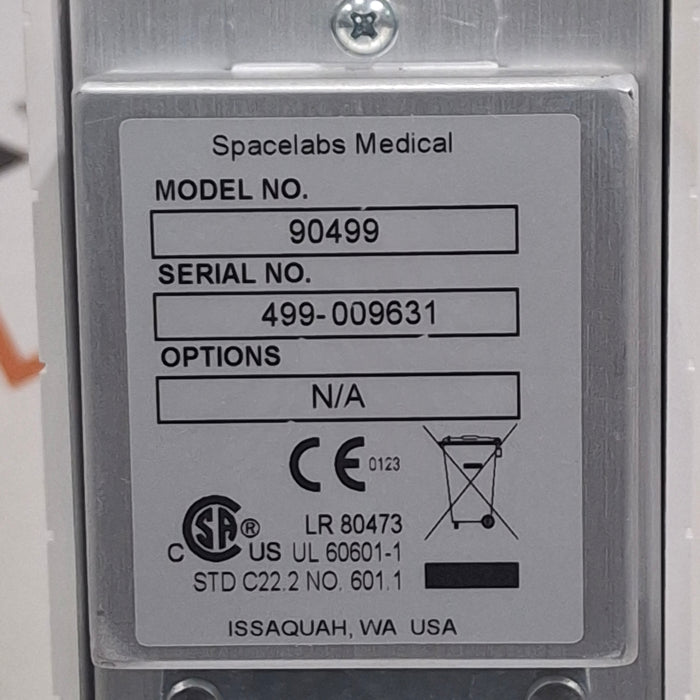 Spacelabs Medical
MODEL NO.
90499
SERIAL NO.
499-009631
OPTIONS
N/A
CE 0123
SA ® LR 80473
C US UL 60601-1
STD C22.2 NO. 601.1
ISSAQUAH, WA USA